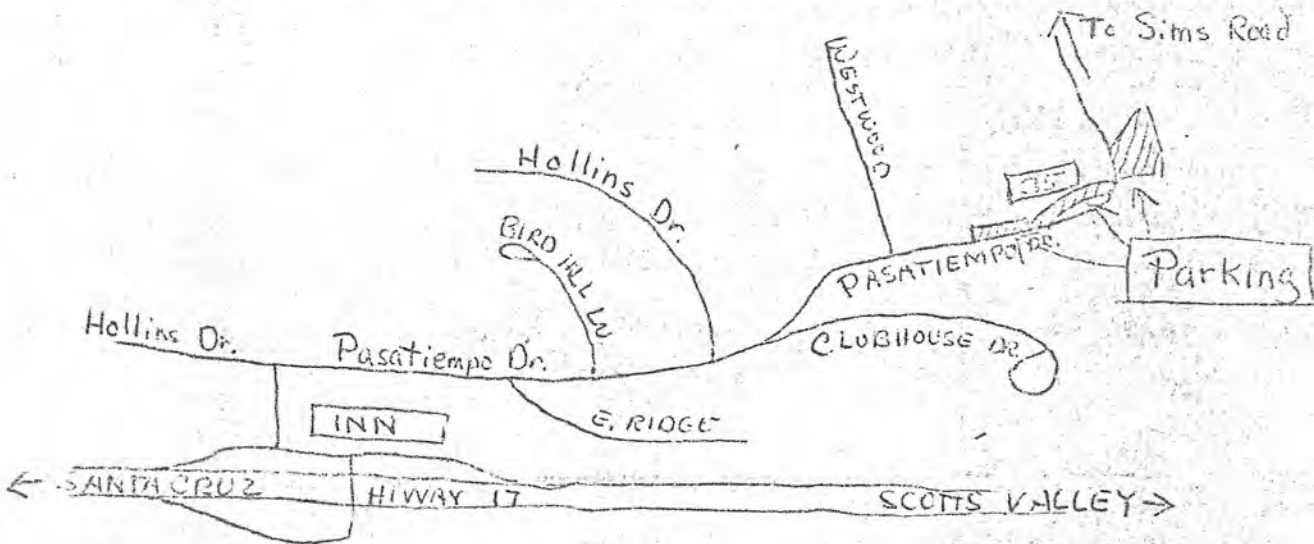 To Sims Road
WESTWOOD
Hollins Dr.
BIRD HILL LN
35
PASATIEMPO DR.
Parking
CLUBHOUSE DR.
Hollins Dr.
Pasatiempo Dr.
INN
E. RIDGE
← SANTA CRUZ
HIWAY 17
SCOTTS VALLEY →